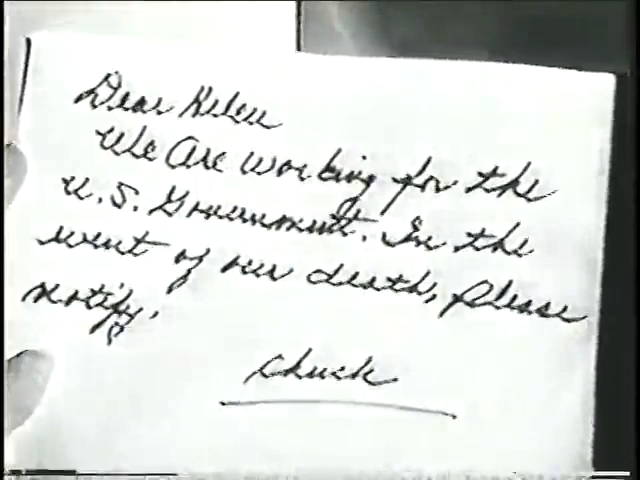 Dear Helen
We Are working for the
U.S. Government. In the
event of our death, please
notify.
Chuck